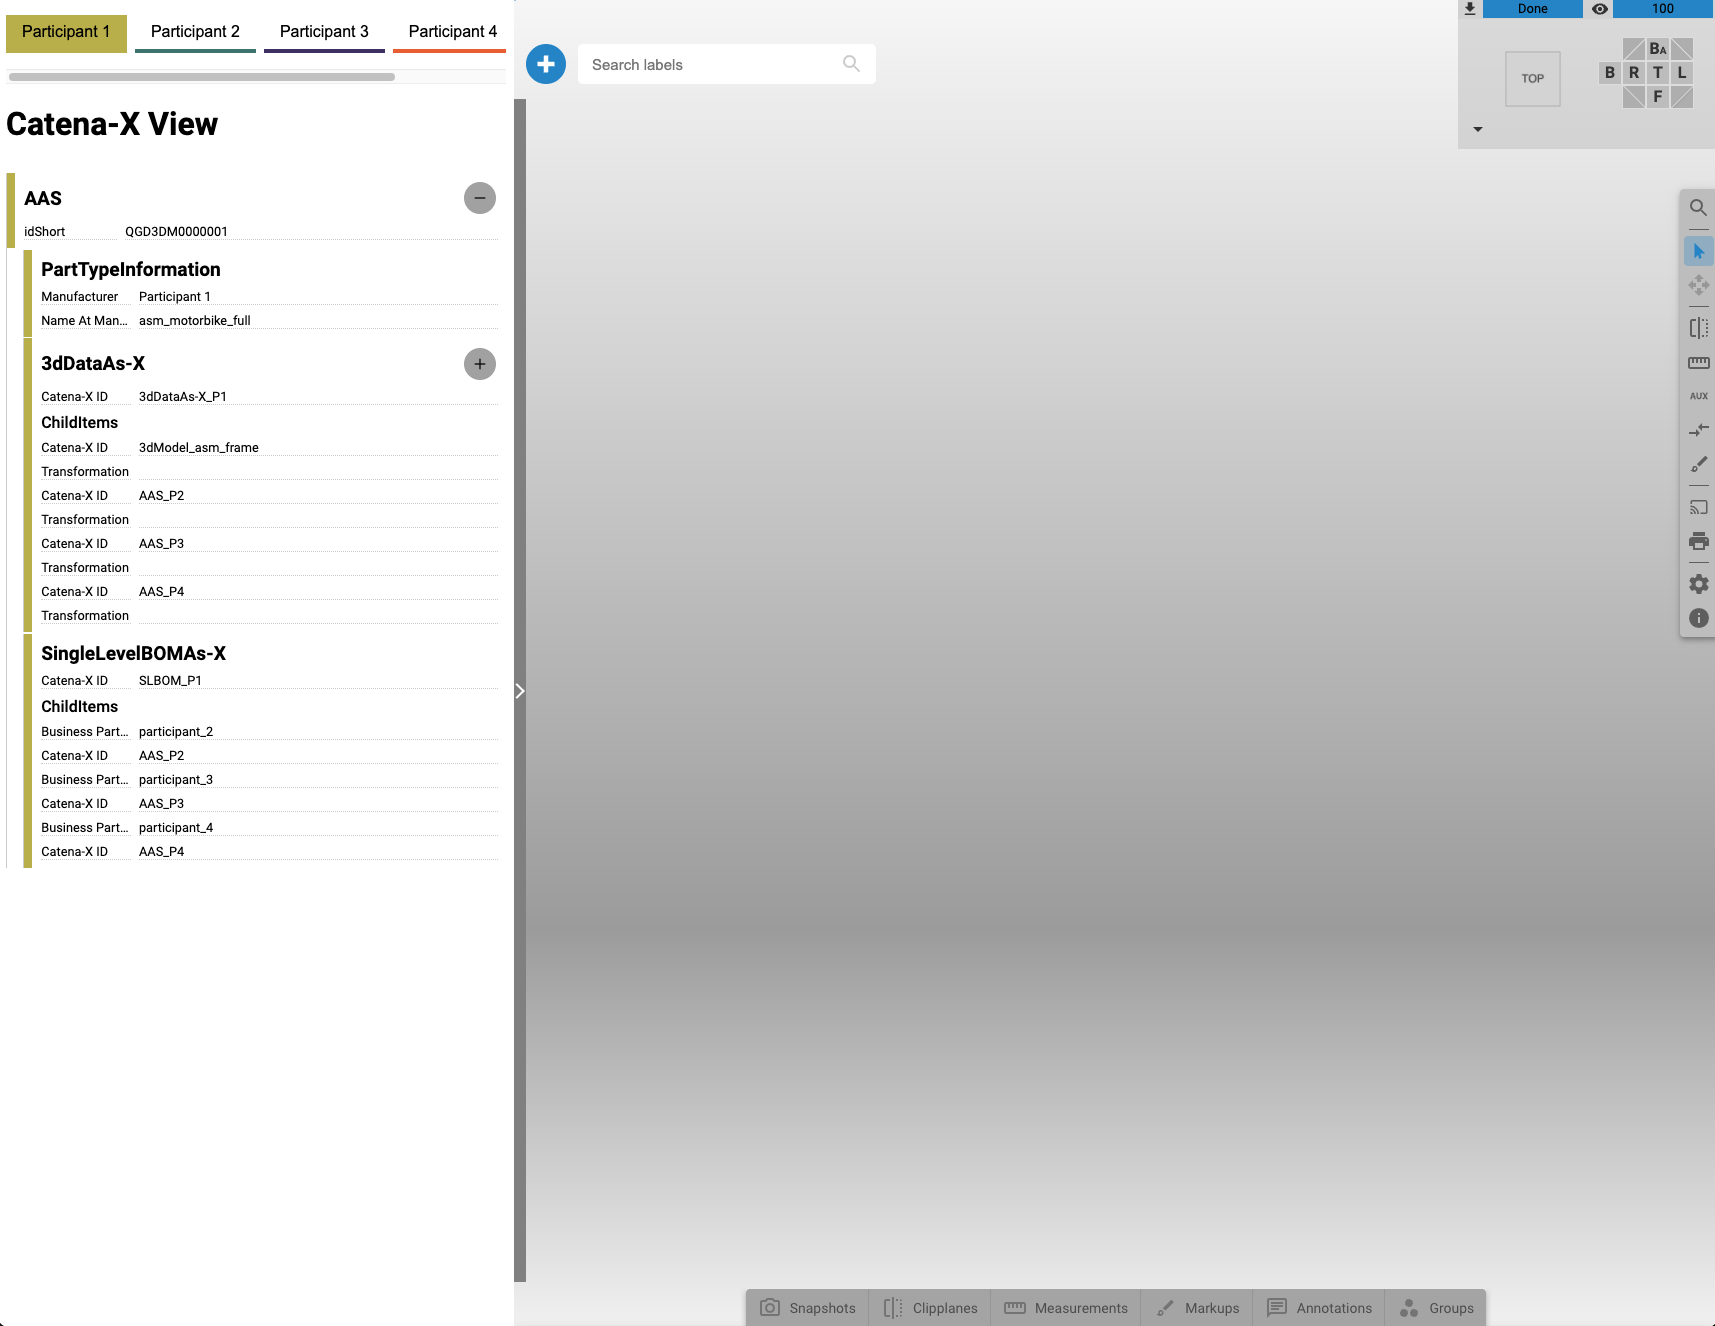 Participant 1 Participant 2 Participant 3 Participant 4
Catena-X View
AAS
idShort QGD3DM0000001
PartTypeInformation
Manufacturer Participant 1
Name At Man... asm_motorbike_full
3dDataAs-X
Catena-X ID 3dDataAs-X_P1
ChildItems
Catena-X ID 3dModel_asm_frame
Transformation
Catena-X ID AAS_P2
Transformation
Catena-X ID AAS_P3
Transformation
Catena-X ID AAS_P4
Transformation
SingleLevelBOMAs-X
Catena-X ID SLBOM_P1
ChildItems
Business Part... participant_2
Catena-X ID AAS_P2
Business Part... participant_3
Catena-X ID AAS_P3
Business Part... participant_4
Catena-X ID AAS_P4
Search labels
Done 100
TOP
BA
B R T L
F
AUX
Snapshots Clipplanes Measurements Markups Annotations Groups